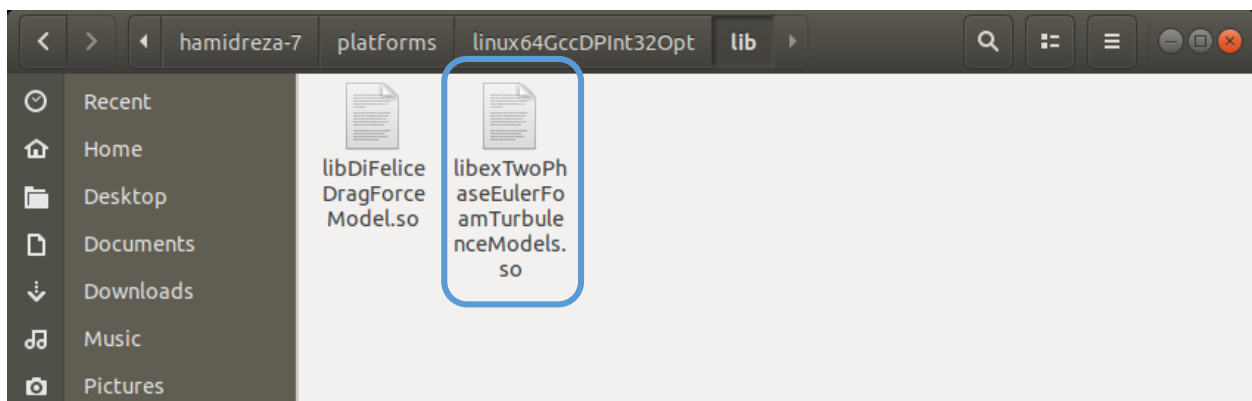 hamidreza-7 platforms linux64GccDPInt32Opt lib
Recent
Home
Desktop
Documents
Downloads
Music
Pictures
libDiFelice
DragForce
Model.so
libexTwoPh
aseEulerFo
amTurbule
nceModels.
so